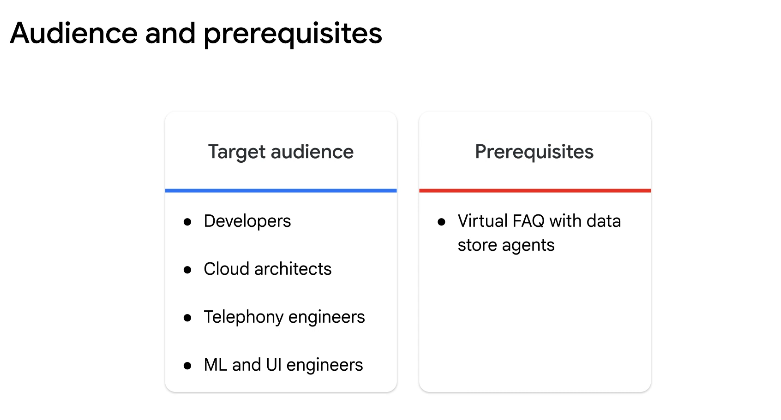 Audience and prerequisites
Target audience
● Developers
● Cloud architects
● Telephony engineers
● ML and UI engineers
Prerequisites
● Virtual FAQ with data
store agents